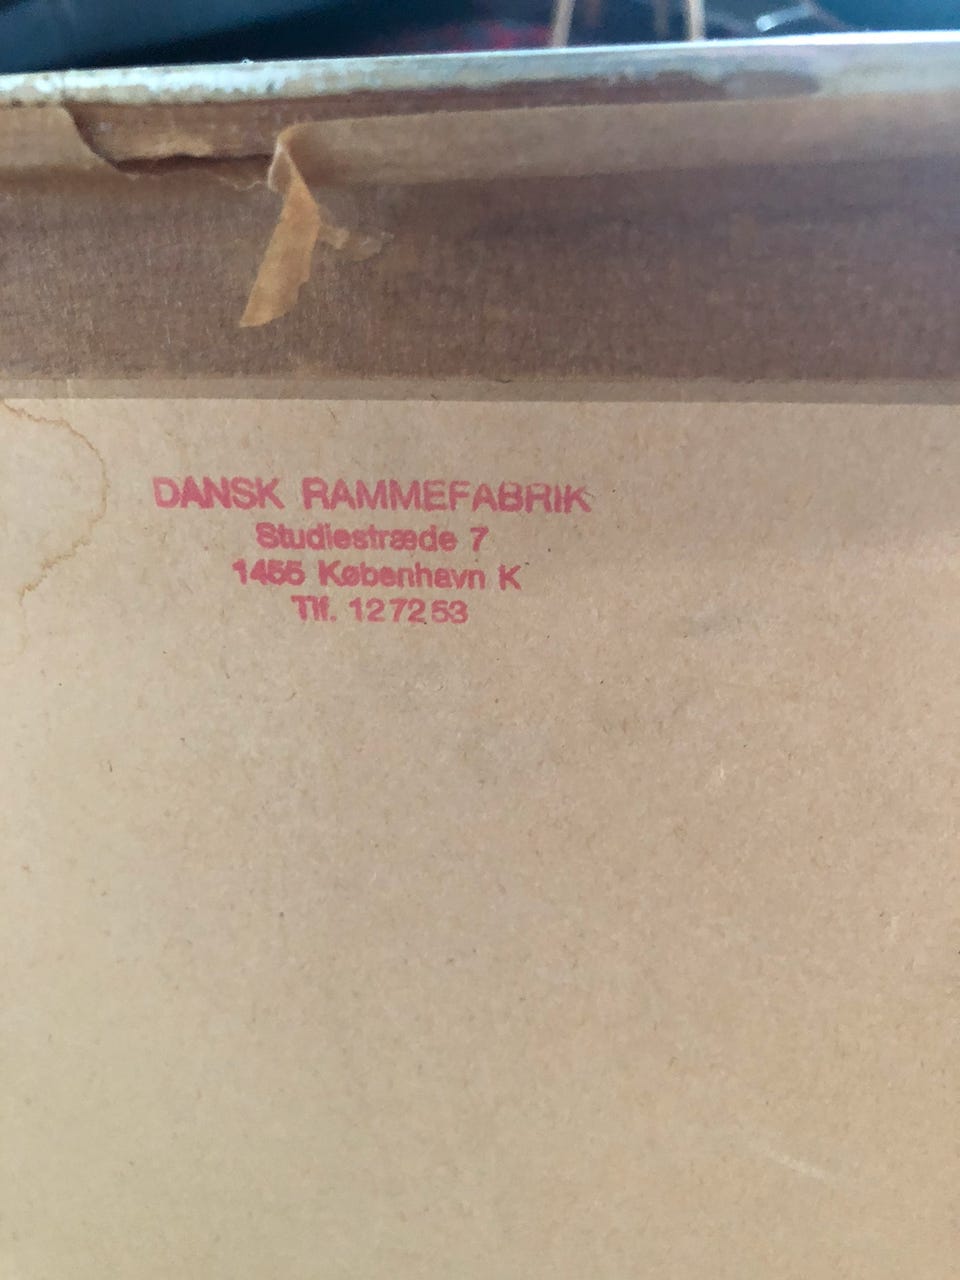 DANSK RAMMEFABRIK
Studiestræde 7
1455 København K
Tlf. 127253